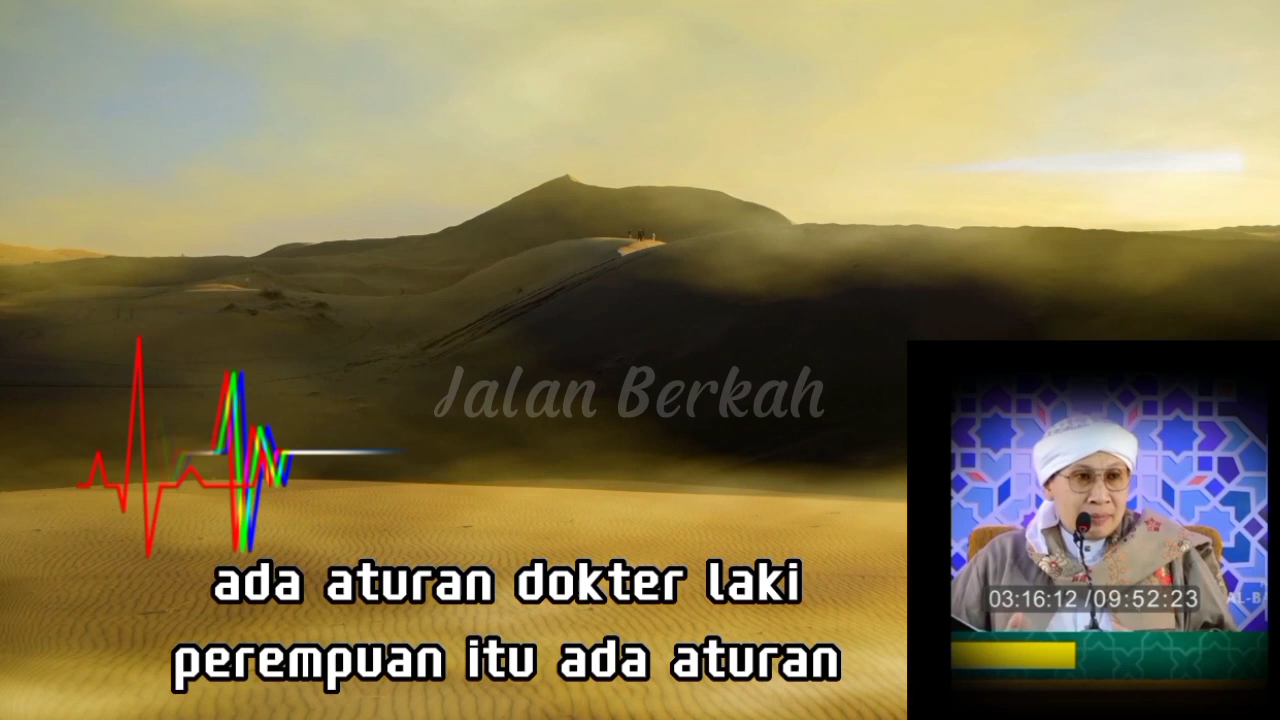 Jalan Berkah
03:16:12 /09:52:23
ada aturan dokter laki
perempuan itu ada aturan